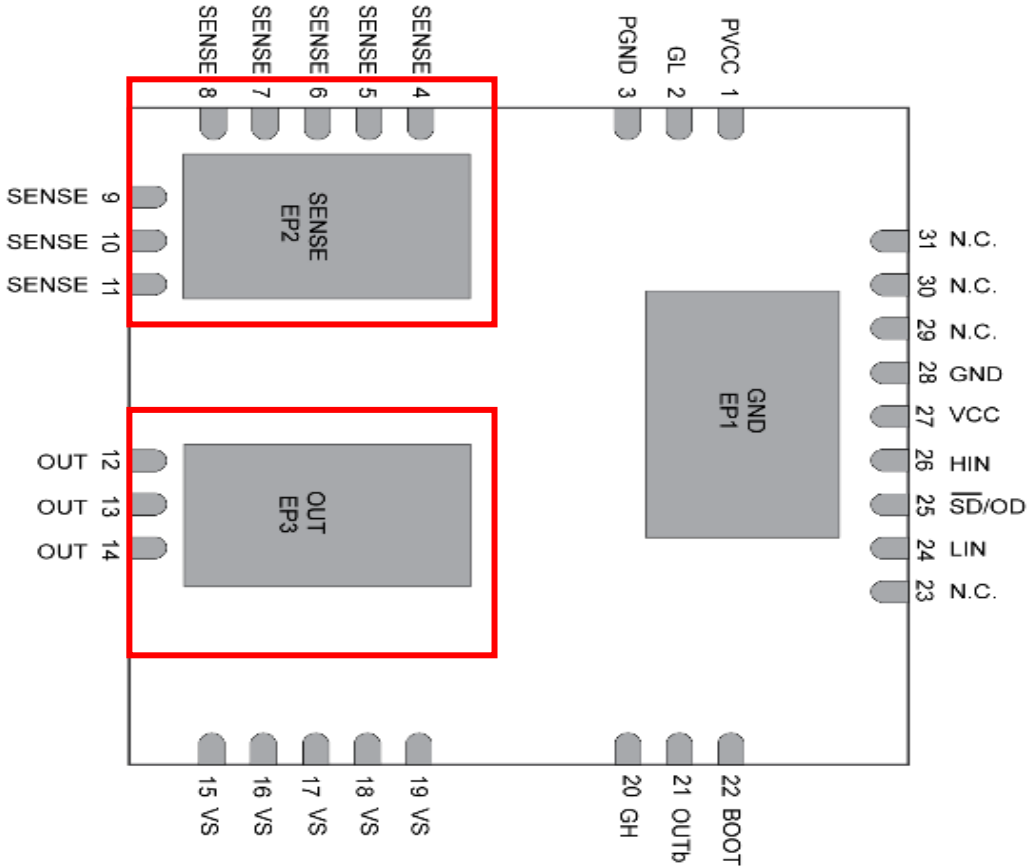 SENSE 8
SENSE 7
SENSE 6
SENSE 5
SENSE 4
PGND 3
GL 2
PVCC 1
SENSE 9
SENSE 10
SENSE 11
SENSE
EP2
31 N.C.
30 N.C.
29 N.C.
28 GND
27 VCC
26 HIN
25 SD/OD
24 LIN
23 N.C.
GND
EP1
OUT 12
OUT 13
OUT 14
OUT
EP3
15 VS
16 VS
17 VS
18 VS
19 VS
20 GH
21 OUTb
22 BOOT